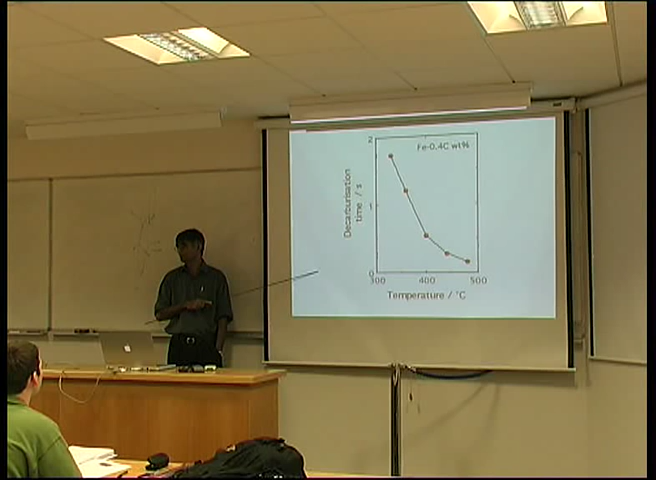 2
Fe-0.4C wt%
Decarburisation
time / s
1
0
300 400 500
Temperature / °C